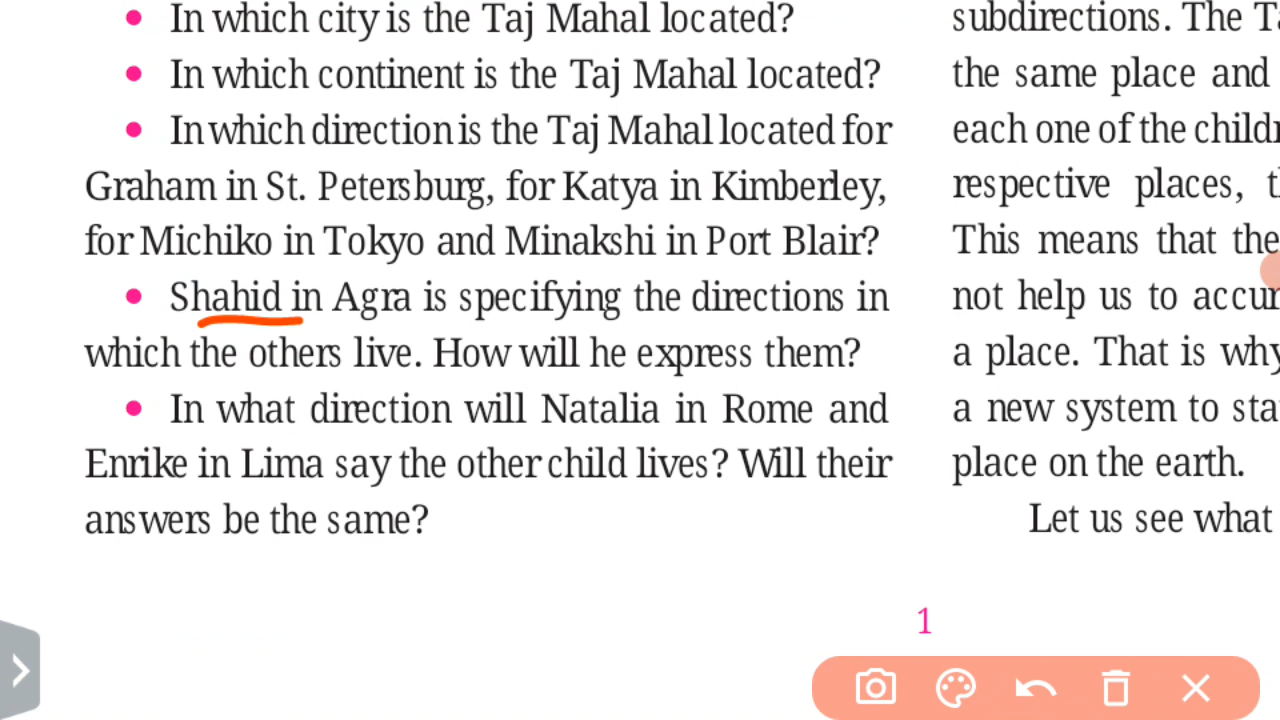 • In which city is the Taj Mahal located?
• In which continent is the Taj Mahal located?
• In which direction is the Taj Mahal located for
Graham in St. Petersburg, for Katya in Kimberley,
for Michiko in Tokyo and Minakshi in Port Blair?
• Shahid in Agra is specifying the directions in
which the others live. How will he express them?
• In what direction will Natalia in Rome and
Enrike in Lima say the other child lives? Will their
answers be the same?
subdirections. The
the same place and
each one of the
respective places,
This means that the
not help us to
a place. That is why
a new system to
place on the earth.
Let us see what
1